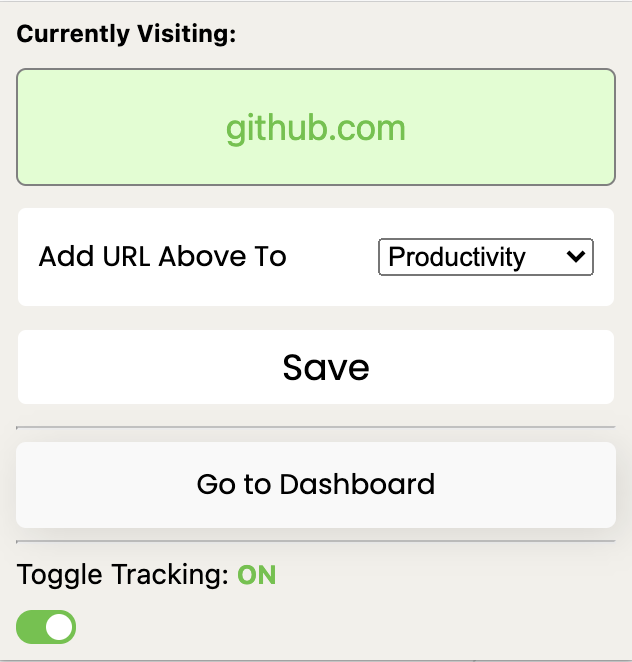 Currently Visiting:
github.com
Add URL Above To Productivity
Save
Go to Dashboard
Toggle Tracking: ON